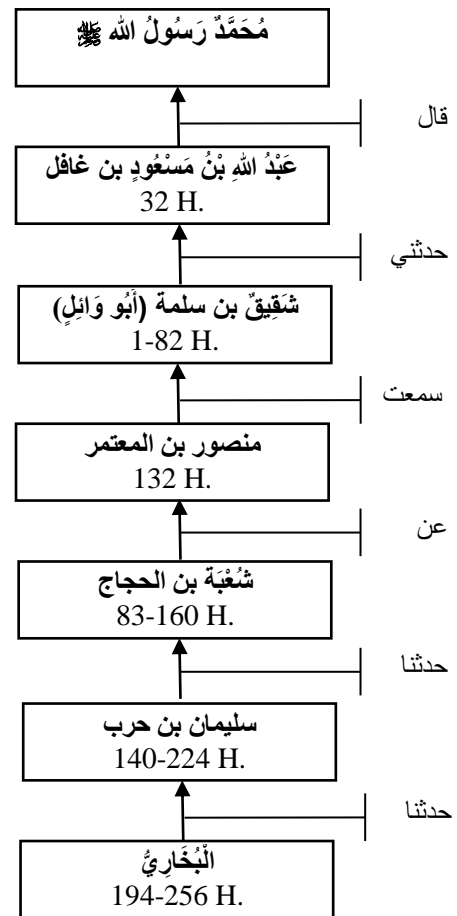 مُحَمَّدٌ رَسُولُ الله ﷺ
قال
عَبْدُ اللهِ بْنُ مَسْعُودٍ بن غافل
32 H.
حدثني
شَقِيقٌ بن سلمة (أَبُو وَائِلٍ)
1-82 H.
سمعت
منصور بن المعتمر
132 H.
عن
شُعْبَة بن الحجاج
83-160 H.
حدثنا
سليمان بن حرب
140-224 H.
حدثنا
الْبُخَارِيُّ
194-256 H.